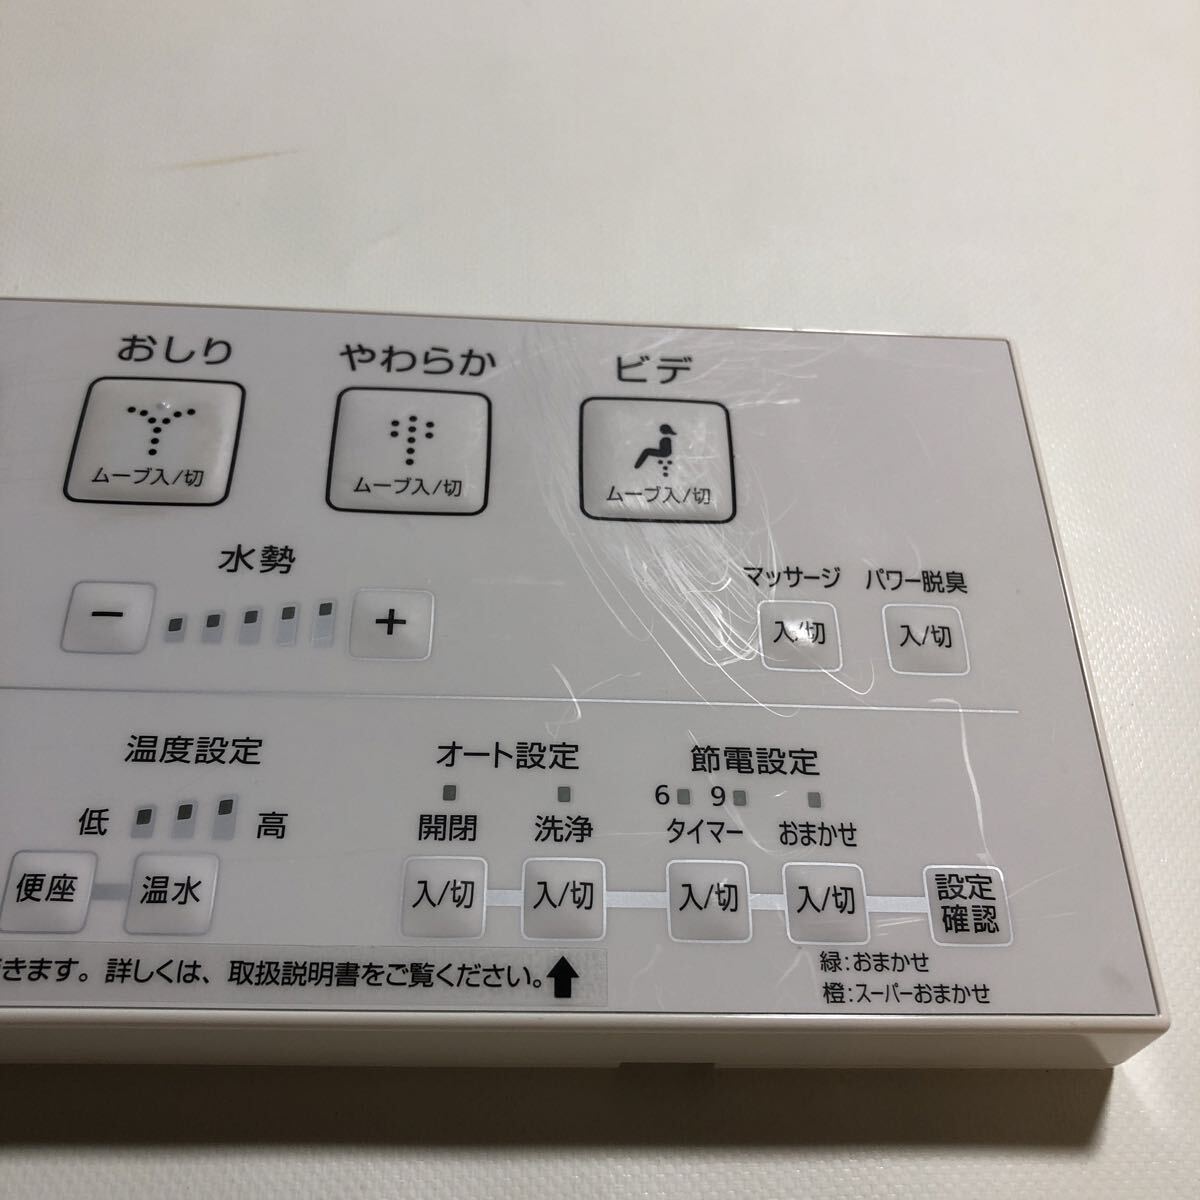 おしり やわらか ビデ
ムーブ入/切 ムーブ入/切 ムーブ入/切
水勢
− +
マッサージ パワー脱臭
入/切 入/切
温度設定 オート設定 節電設定
低 高 開閉 洗浄 6 9
タイマー おまかせ
便座 温水 入/切 入/切 入/切 入/切 設定
確認
きます。詳しくは、取扱説明書をご覧ください。
緑:おまかせ
橙:スーパーおまかせ